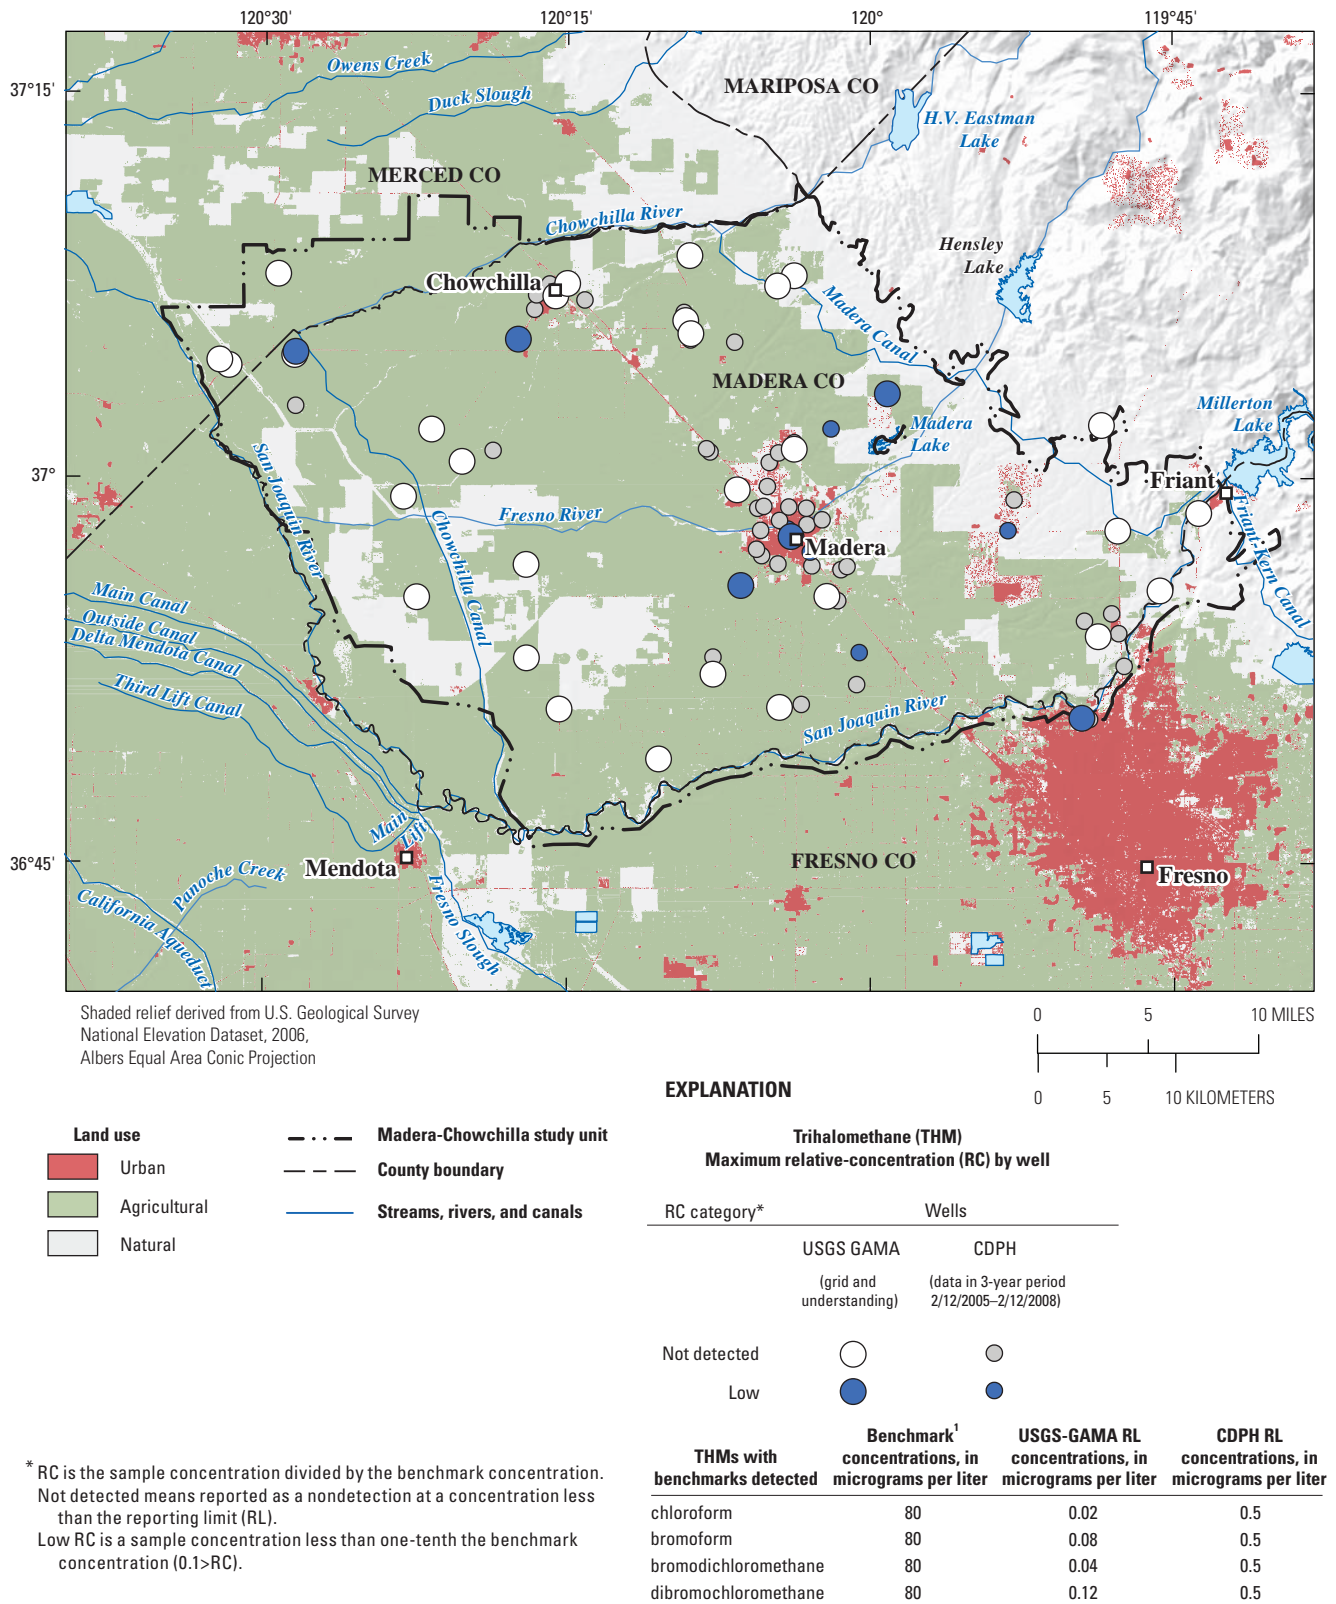 120°30'
120°15'
120°
119°45'
37°15'
37°
36°45'
Owens Creek
Duck Slough
MARIPOSA CO
H.V. Eastman
Lake
MERCED CO
Chowchilla River
Hensley
Lake
Chowchilla
Madera Canal
MADERA CO
Millerton
Lake
Madera
Lake
San Joaquin River
Friant
Fresno River
Chowchilla Canal
Madera
Friant-Kern Canal
Main Canal
Outside Canal
Delta Mendota Canal
Third Lift Canal
San Joaquin River
Main
Lift
Mendota
FRESNO CO
Fresno
Panoche Creek
California Aqueduct
Fresno Slough
Shaded relief derived from U.S. Geological Survey
National Elevation Dataset, 2006,
Albers Equal Area Conic Projection
0 5 10 MILES
0 5 10 KILOMETERS
EXPLANATION
Land use
Urban
Agricultural
Natural
Madera-Chowchilla study unit
County boundary
Streams, rivers, and canals
Trihalomethane (THM)
Maximum relative-concentration (RC) by well
RC category* Wells
USGS GAMA CDPH
(grid and (data in 3-year period
understanding) 2/12/2005–2/12/2008)
Not detected
Low
* RC is the sample concentration divided by the benchmark concentration.
Not detected means reported as a nondetection at a concentration less
than the reporting limit (RL).
Low RC is a sample concentration less than one-tenth the benchmark
concentration (0.1>RC).
Benchmark1 USGS-GAMA RL CDPH RL
THMs with concentrations, in concentrations, in concentrations, in
benchmarks detected micrograms per liter micrograms per liter micrograms per liter
chloroform 80 0.02 0.5
bromoform 80 0.08 0.5
bromodichloromethane 80 0.04 0.5
dibromochloromethane 80 0.12 0.5